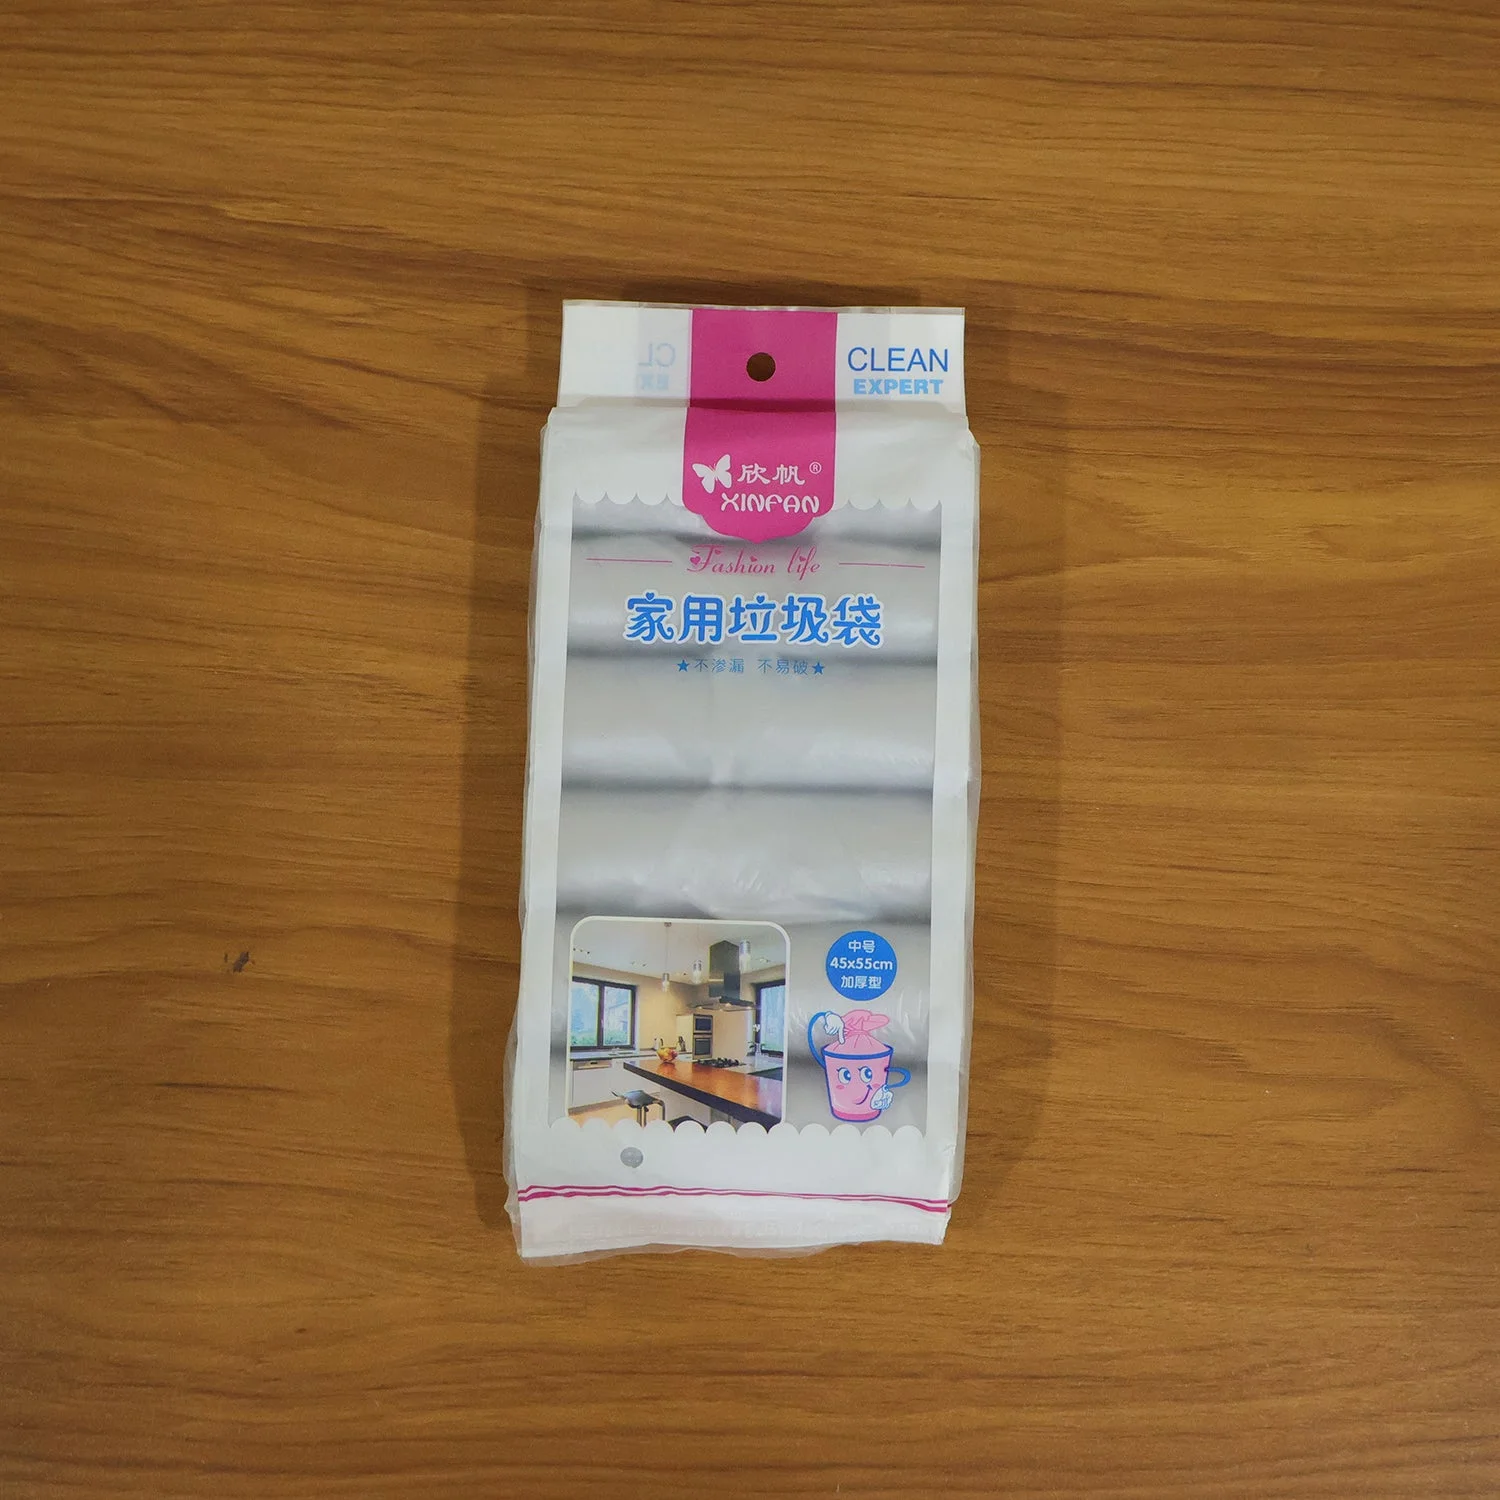 CLEAN
EXPERT
欣帆®
XINFAN
Fashion life
家用垃圾袋
★不渗漏 不易破★
中号
45x55cm
加厚型